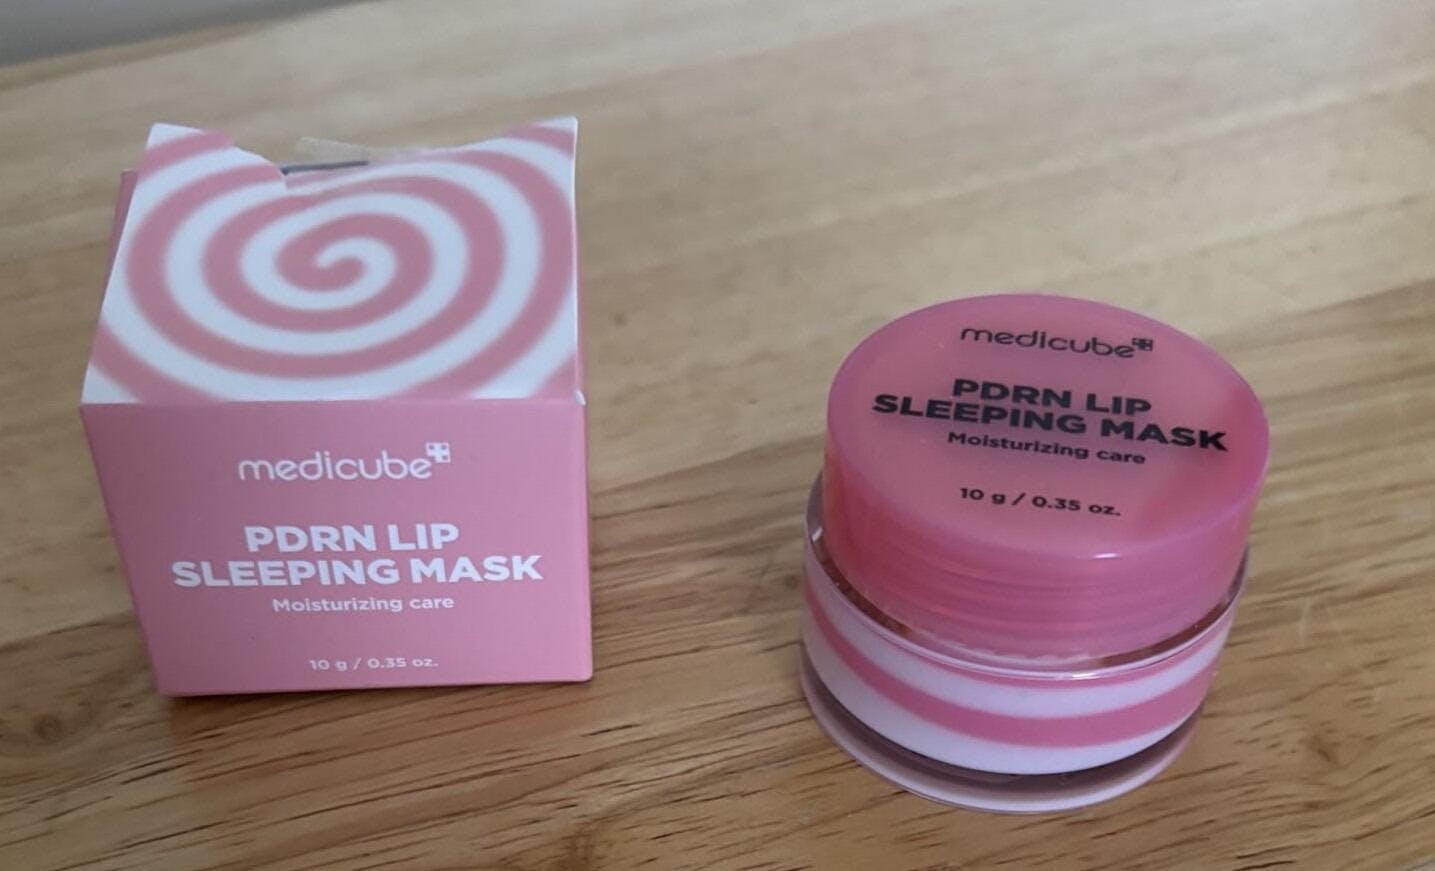 medicube
PDRN LIP
SLEEPING MASK
Moisturizing care
10 g / 0.35 oz.
medicube
PDRN LIP
SLEEPING MASK
Moisturizing care
10 g / 0.35 oz.